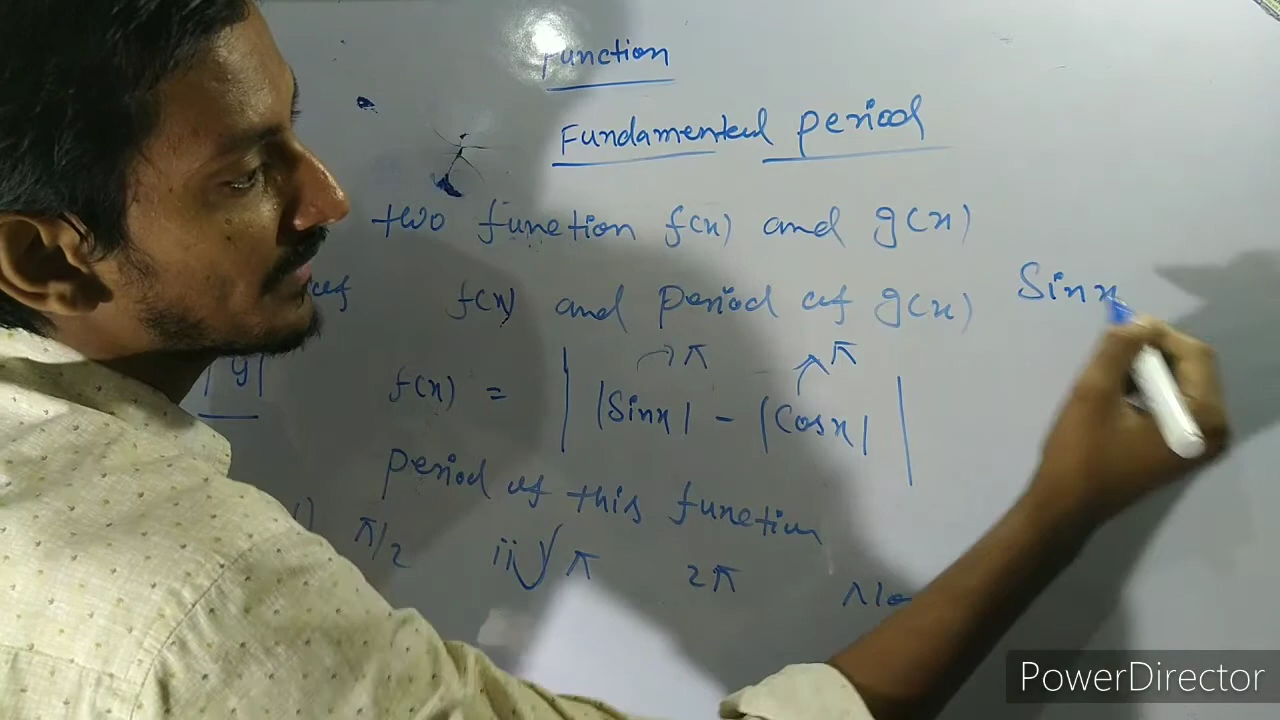 Function
Fundamental period
two function f(x) and g(x)
of f(x) and Period of g(x) Sinx
π π
|y| f(x) = | |Sinx| - |Cosx| |
Period of this function
i) π/2 ii) π 2π
PowerDirector